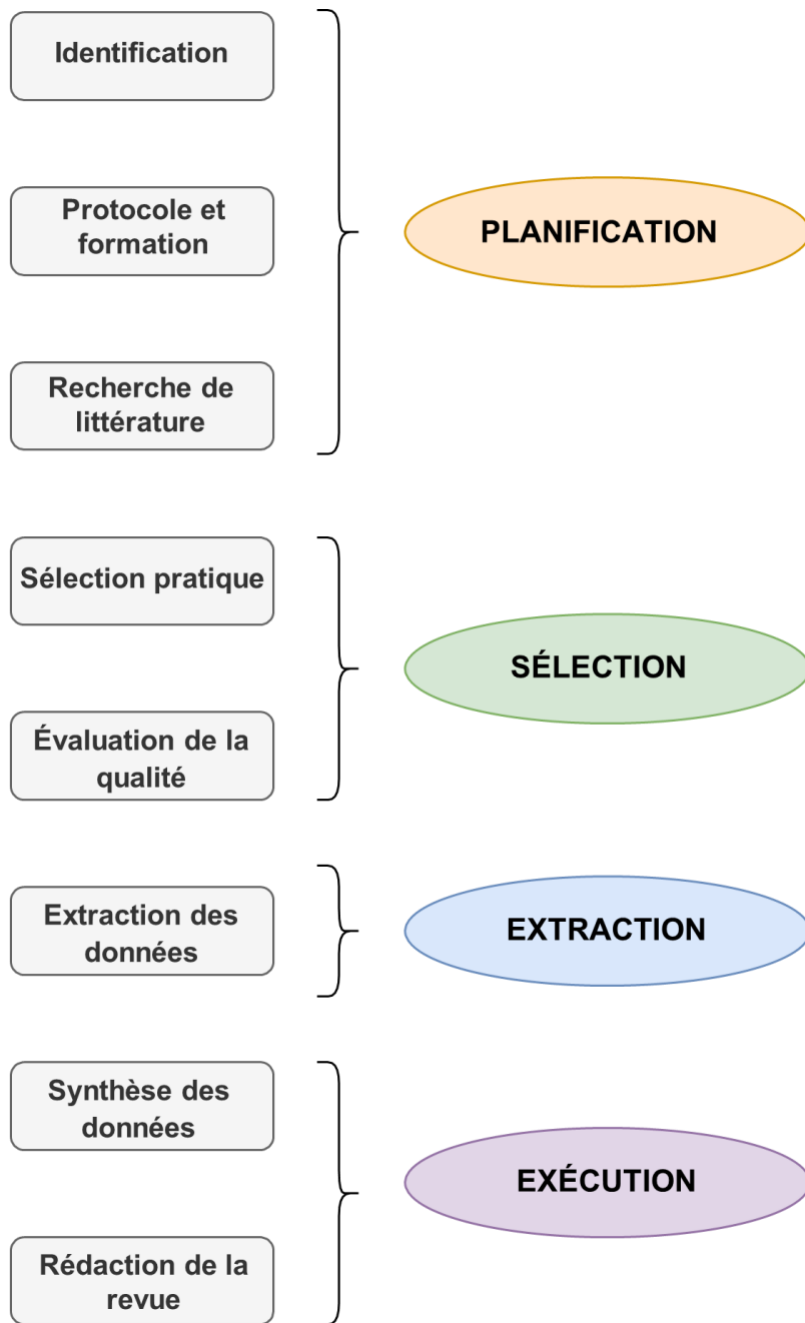 Identification
Protocole et
formation
PLANIFICATION
Recherche de
littérature
Sélection pratique
SÉLECTION
Évaluation de la
qualité
Extraction des
données
EXTRACTION
Synthèse des
données
EXÉCUTION
Rédaction de la
revue